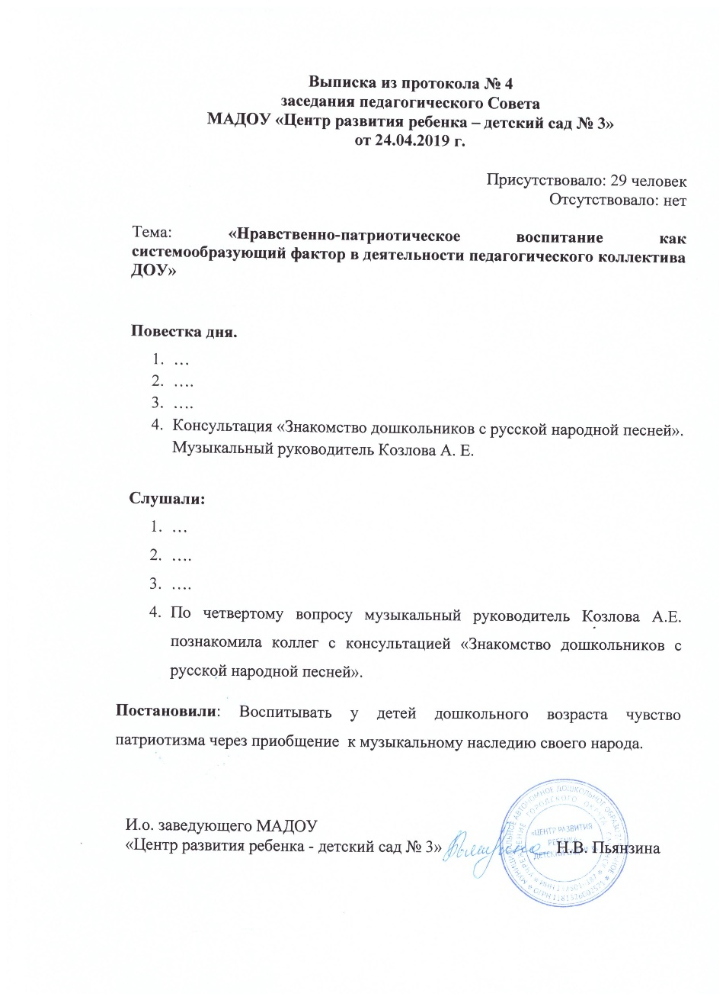 Выписка из протокола № 4
заседания педагогического Совета
МАДОУ «Центр развития ребенка – детский сад № 3»
от 24.04.2019 г.
Присутствовало: 29 человек
Отсутствовало: нет
Тема: «Нравственно-патриотическое воспитание как
системообразующий фактор в деятельности педагогического коллектива
ДОУ»
Повестка дня.
1. …
2. ….
3. ….
4. Консультация «Знакомство дошкольников с русской народной песней».
Музыкальный руководитель Козлова А. Е.
Слушали:
1. …
2. ….
3. ….
4. По четвертому вопросу музыкальный руководитель Козлова А.Е.
познакомила коллег с консультацией «Знакомство дошкольников с
русской народной песней».
Постановили: Воспитывать у детей дошкольного возраста чувство
патриотизма через приобщение к музыкальному наследию своего народа.
И.о. заведующего МАДОУ
«Центр развития ребенка - детский сад № 3» Н.В. Пьянзина
«ЦЕНТР РАЗВИТИЯ
РЕБЕНКА -
ДЕТСКИЙ